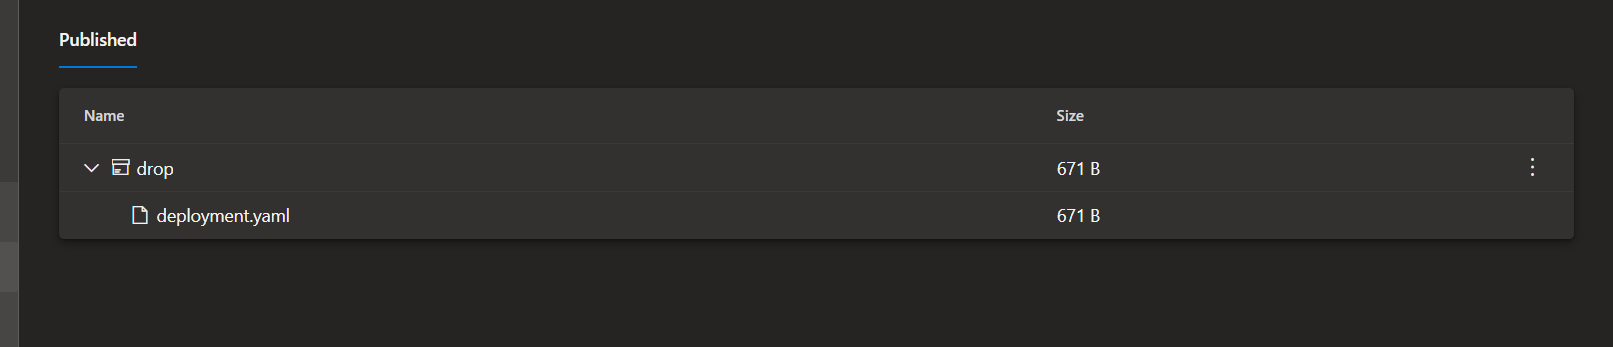 Published
Name Size
drop 671 B
deployment.yaml 671 B